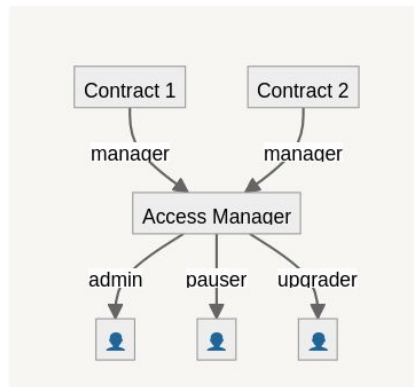 Contract 1
Contract 2
manager
manager
Access Manager
admin
pauser
upgrader